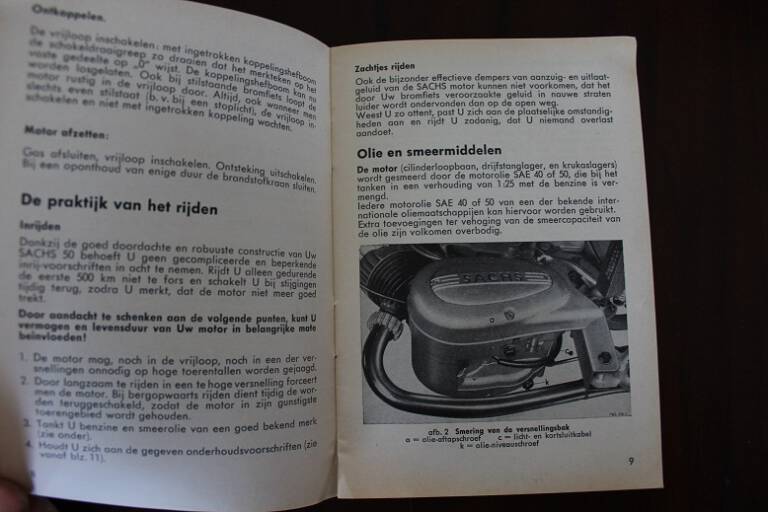 Ontkoppelen.
De vrijloop inschakelen: met ingetrokken koppelingshefboom
de schakeldraaigreep zo draaien dat het merkteken op het
vaste gedeelte op „0” wijst. De koppelingshefboom kan nu
worden losgelaten. Ook bij stilstaande bromfiets loopt de
motor rustig in de vrijloop door. Altijd, ook wanneer men
slechts even stilstaat (b.v. bij een stoplicht), de vrijloop in-
schakelen en niet met ingetrokken koppeling wachten.
Motor afzetten:
Gas afsluiten, vrijloop inschakelen. Ontsteking uitschakelen.
Bij een oponthoud van enige duur de brandstofkraan sluiten.
De praktijk van het rijden
Inrijden
Dankzij de goed doordachte en robuuste constructie van Uw
SACHS 50 behoeft U geen gecompliceerde en beperkende
inrij-voorschriften in acht te nemen. Rijdt U alleen gedurende
de eerste 500 km niet te fors en schakelt U bij stijgingen
tijdig terug, zodra U merkt, dat de motor niet meer goed
trekt.
Door aandacht te schenken aan de volgende punten, kunt U
vermogen en levensduur van Uw motor in belangrijke mate
beïnvloeden!
1. De motor mag, noch in de vrijloop, noch in een der ver-
snellingen onnodig op hoge toerentallen worden gejaagd.
2. Door langzaam te rijden in een te hoge versnelling forceert
men de motor. Bij bergopwaarts rijden dient tijdig te wor-
den teruggeschakeld, zodat de motor in zijn gunstigste
toerengebied wordt gehouden.
3. Tankt U benzine en smeerolie van een goed bekend merk
(zie onder).
4. Houdt U zich aan de gegeven onderhoudsvoorschriften (zie
vanaf blz. 11).
8
Zachtjes rijden
Ook de bijzonder effectieve dempers van aanzuig- en uitlaat-
geluid van de SACHS motor kunnen niet voorkomen, dat het
door Uw bromfiets veroorzaakte geluid in nauwe straten
luider wordt ondervonden dan op de open weg.
Weest U zo attent, past U zich aan de plaatselijke omstandig-
heden aan en rijdt U zodanig, dat U niemand overlast
aandoet.
Olie en smeermiddelen
De motor (cilinderloopbaan, drijfstanglager, en krukaslagers)
wordt gesmeerd door de motorolie SAE 40 of 50, die bij het
tanken in een verhouding van 1:25 met de benzine is ver-
mengd.
Iedere motorolie SAE 40 of 50 van een der bekende inter-
nationale oliemaatschappijen kan hiervoor worden gebruikt.
Extra toevoegingen ter vehoging van de smeercapaciteit van
de olie zijn volkomen overbodig.
SACHS
a
c
k
afb. 2 Smering van de versnellingsbak
a = olie-aftapschroef c = licht- en kortsluitkabel
k = olie-niveauschroef
9